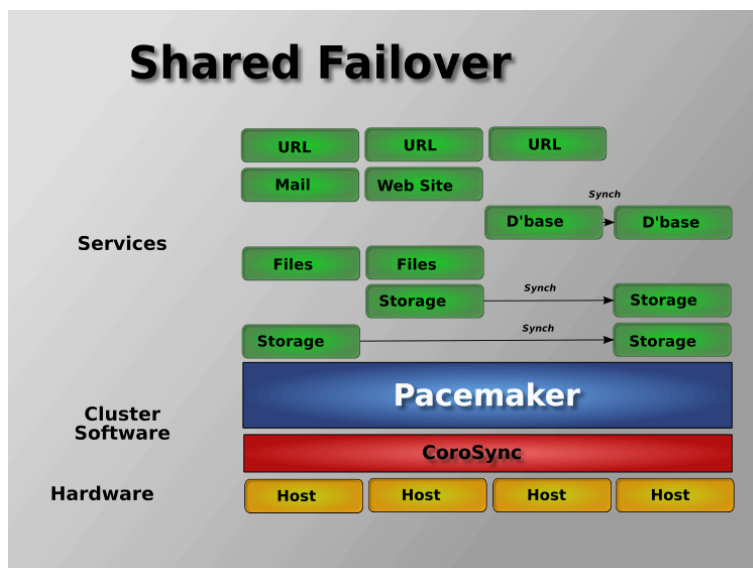 Shared Failover
URL URL URL
Mail Web Site
Synch
D'base D'base
Services
Files Files
Synch
Storage Storage
Synch
Storage Storage
Pacemaker
Cluster
Software
CoroSync
Hardware
Host Host Host Host